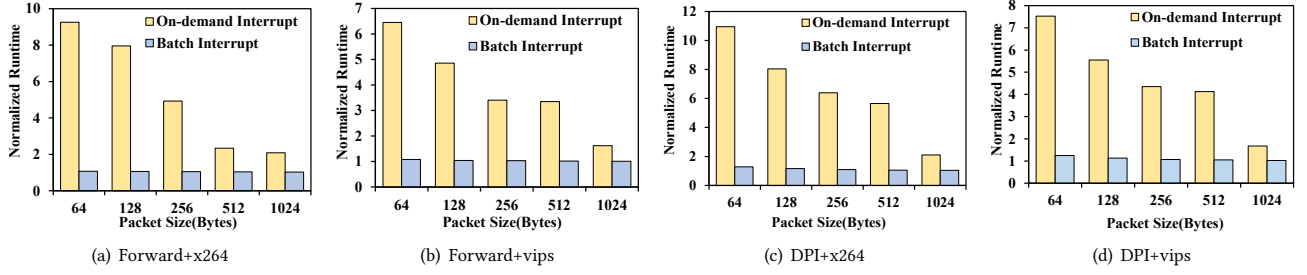 Normalized Runtime
10
8
6
4
2
0
On-demand Interrupt
Batch Interrupt
64 128 256 512 1024
Packet Size(Bytes)
(a) Forward+x264
Normalized Runtime
7
6
5
4
3
2
1
0
On-demand Interrupt
Batch Interrupt
64 128 256 512 1024
Packet Size(Bytes)
(b) Forward+vips
Normalized Runtime
12
10
8
6
4
2
0
On-demand Interrupt
Batch Interrupt
64 128 256 512 1024
Packet Size(Bytes)
(c) DPI+x264
Normalized Runtime
8
7
6
5
4
3
2
1
0
On-demand Interrupt
Batch Interrupt
64 128 256 512 1024
Packet Size(Bytes)
(d) DPI+vips